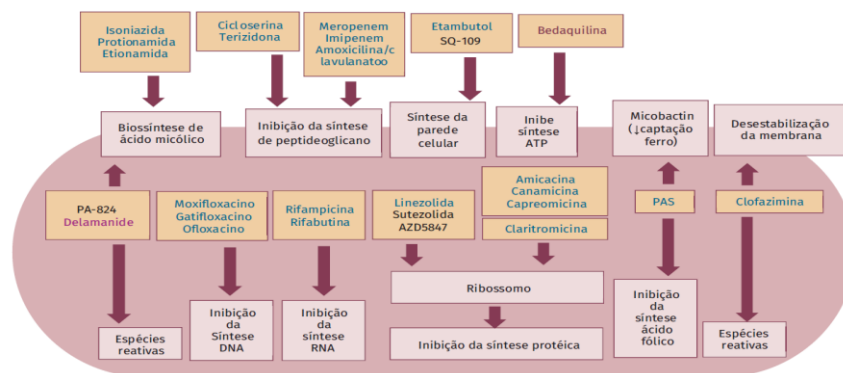 Isoniazida
Protionamida
Etionamida
Cicloserina
Terizidona
Meropenem
Imipenem
Amoxicilina/c
lavulanatoo
Etambutol
SQ-109
Bedaquilina
Biossíntese de
ácido micólico
Inibição da síntese
de peptideoglicano
Síntese da
parede
celular
Inibe
síntese
ATP
Micobactin
(↓captação
ferro)
Desestabilização
da membrana
PA-824
Delamanide
Moxifloxacino
Gatifloxacino
Ofloxacino
Rifampicina
Rifabutina
Linezolida
Sutezolida
AZD5847
Amicacina
Canamicina
Capreomicina
Claritromicina
PAS
Clofazimina
Ribossomo
Espécies
reativas
Inibição
da
Síntese
DNA
Inibição
da
síntese
RNA
Inibição da síntese protéica
Inibição
da
síntese
ácido
fólico
Espécies
reativas